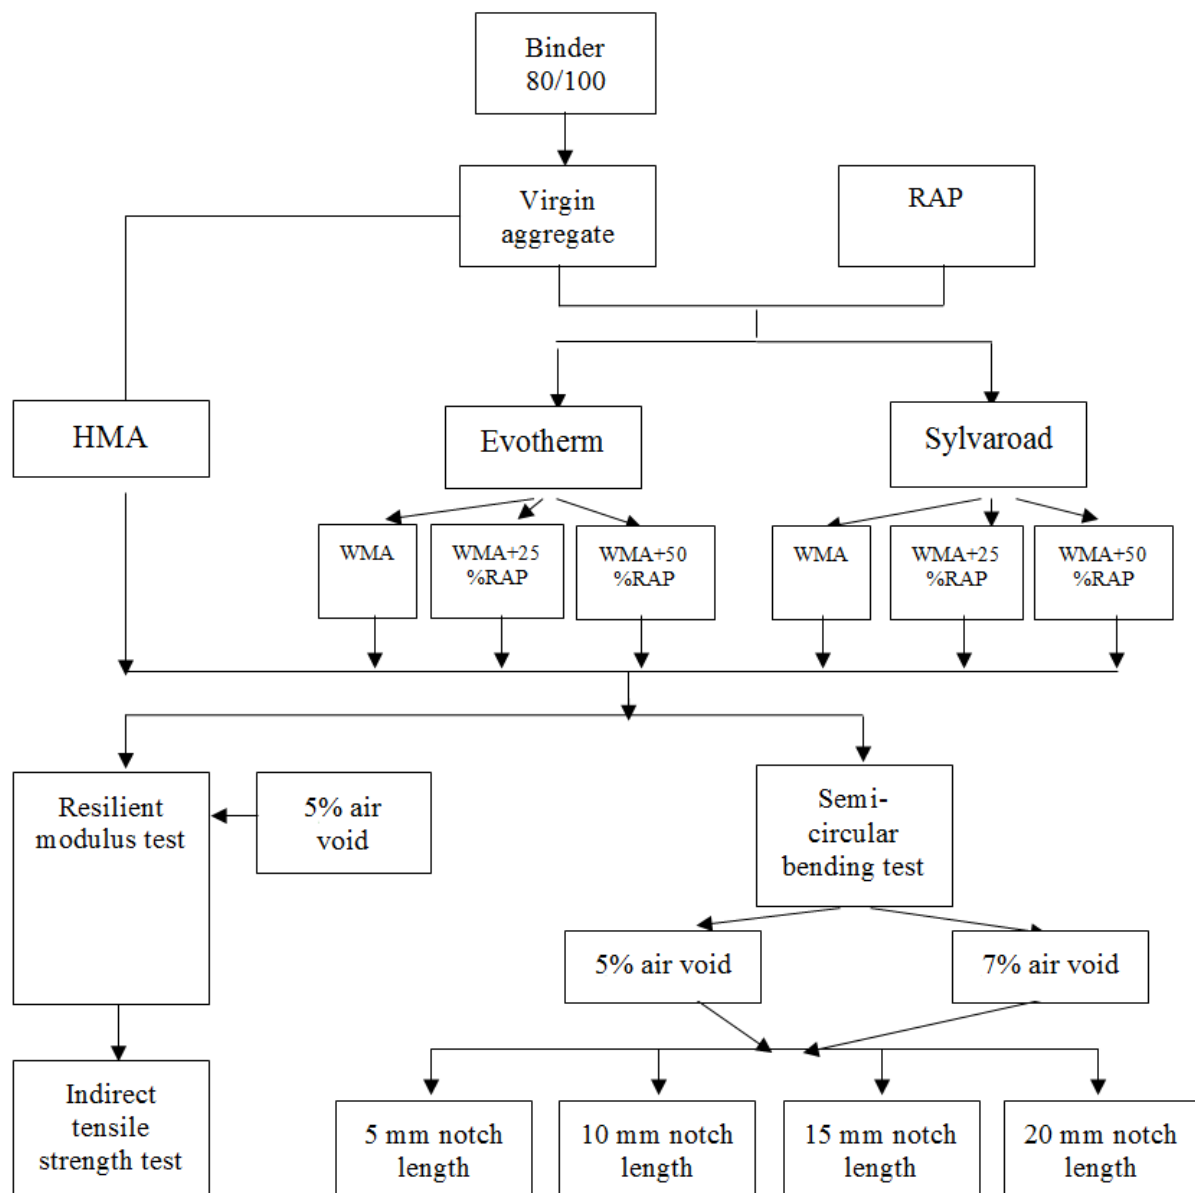 Binder
80/100
Virgin
aggregate
RAP
HMA
Evotherm
Sylvaroad
WMA
WMA+25
%RAP
WMA+50
%RAP
WMA
WMA+25
%RAP
WMA+50
%RAP
Resilient
modulus test
5% air
void
Semi-
circular
bending test
5% air void
7% air void
Indirect
tensile
strength test
5 mm notch
length
10 mm notch
length
15 mm notch
length
20 mm notch
length